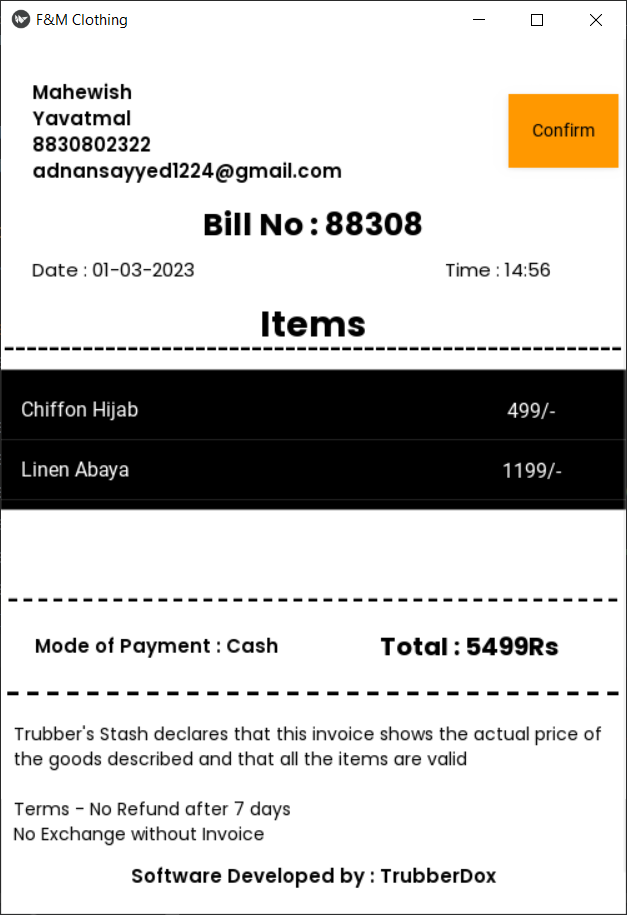 F&M Clothing
Mahewish
Yavatmal
8830802322
adnansayyed1224@gmail.com
Confirm
Bill No : 88308
Date : 01-03-2023 Time : 14:56
Items
Chiffon Hijab 499/-
Linen Abaya 1199/-
Mode of Payment : Cash Total : 5499Rs
Trubber's Stash declares that this invoice shows the actual price of
the goods described and that all the items are valid
Terms - No Refund after 7 days
No Exchange without Invoice
Software Developed by : TrubberDox